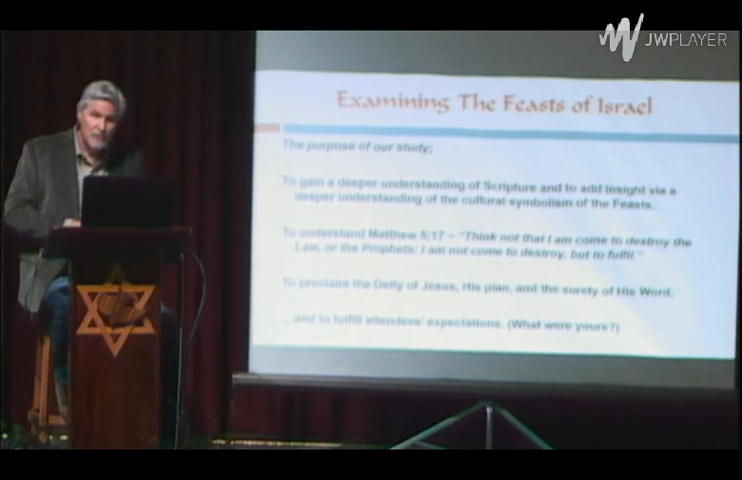 JWPLAYER
Examining The Feasts of Israel
The purpose of our study;
To gain a deeper understanding of Scripture and to add insight via a
deeper understanding of the cultural symbolism of the Feasts.
To understand Matthew 5:17 – "Think not that I am come to destroy the
Law, or the Prophets: I am not come to destroy, but to fulfil."
To proclaim the Deity of Jesus, His plan, and the surety of His Word.
...and to fulfill attendees' expectations. (What were yours?)